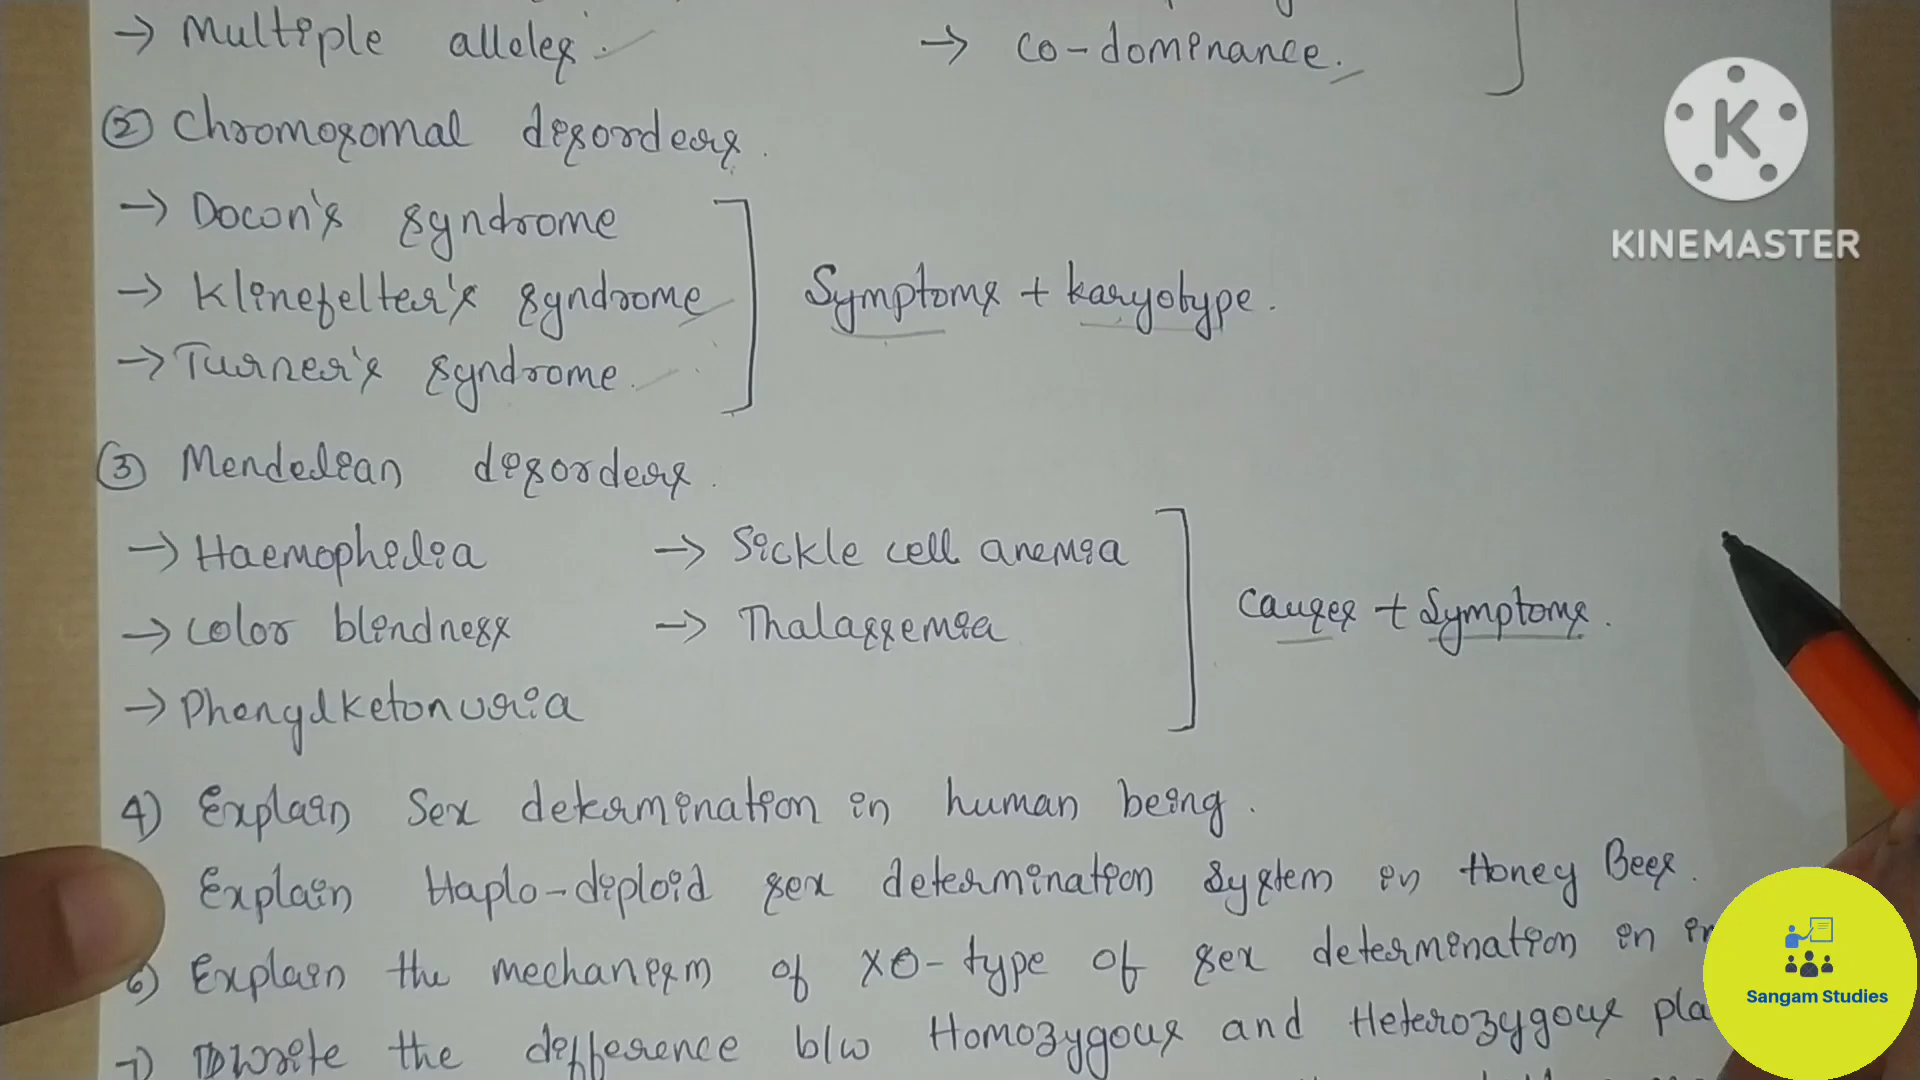 → Multiple alleles.
→ co-dominance.
② Chromosomal disorders.
→ Down's syndrome
→ Klinefelter's syndrome
→ Turner's syndrome.
Symptoms + karyotype.
③ Mendelian disorders.
→ Haemophilia
→ Sickle cell anemia
→ color blindness
→ Thalassemia
→ Phenylketonuria
Causes + Symptoms.
4) Explain Sex determination in human being.
Explain Haplo-diploid sex determination system in Honey Bees.
6) Explain the mechanism of XO-type of sex determination in in
7) Write the difference b/w Homozygous and Heterozygous pla
KINEMASTER
Sangam Studies